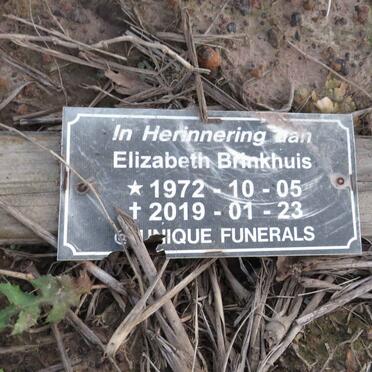 In Herinnering aan
Elizabeth Brinkhuis
★ 1972 - 10 - 05
✝ 2019 - 01 - 23
UNIQUE FUNERALS